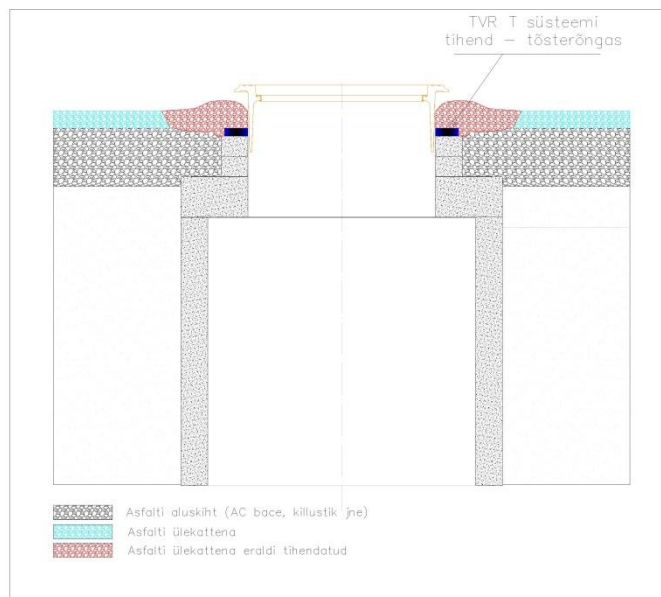 TVR T süsteemi
tihend – tõsterõngas
Asfalti aluskiht (AC bace, killustik jne)
Asfalti ülekattena
Asfalti ülekattena eraldi tihendatud